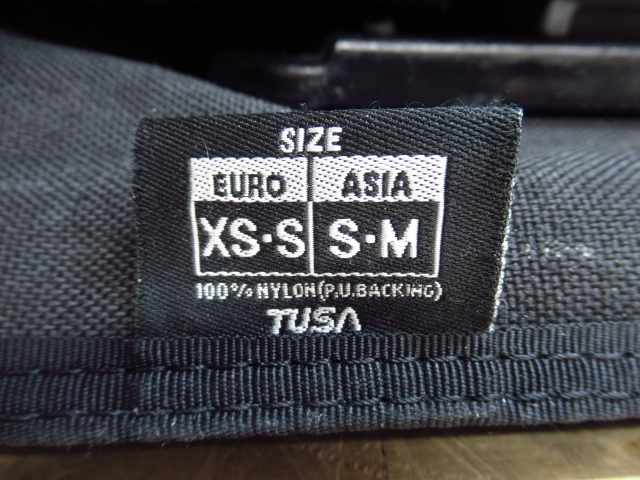 SIZE
EURO ASIA
XS·S S·M
100% NYLON(P.U.BACKING)
TUSA